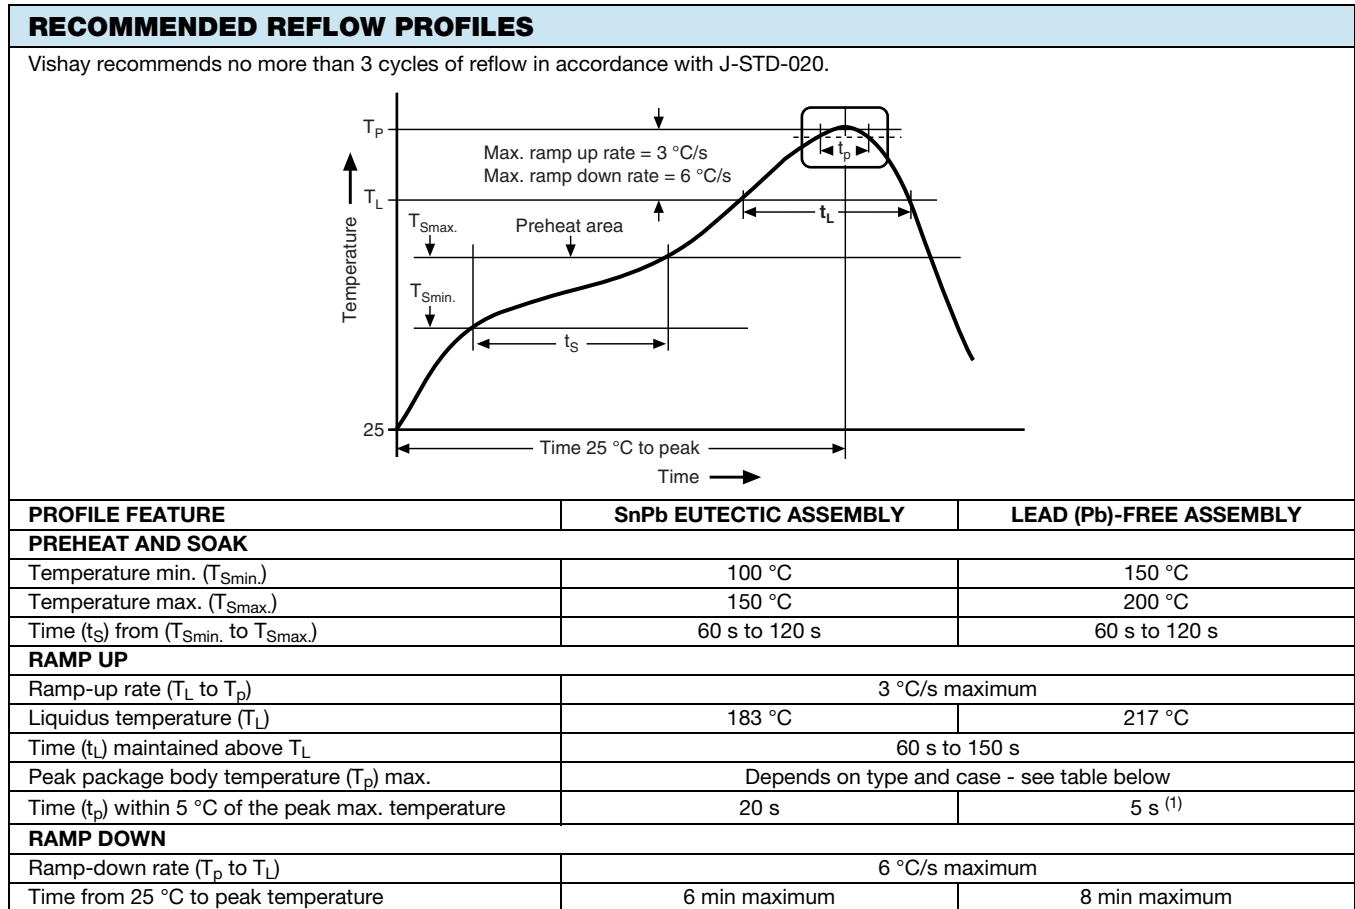 RECOMMENDED REFLOW PROFILES
Vishay recommends no more than 3 cycles of reflow in accordance with J-STD-020.
TP
Max. ramp up rate = 3 °C/s
Max. ramp down rate = 6 °C/s
tp
TL
tL
TSmax.
Preheat area
TSmin.
tS
Temperature
25
Time 25 °C to peak
Time
PROFILE FEATURE SnPb EUTECTIC ASSEMBLY LEAD (Pb)-FREE ASSEMBLY
PREHEAT AND SOAK
Temperature min. (TSmin.) 100 °C 150 °C
Temperature max. (TSmax.) 150 °C 200 °C
Time (tS) from (TSmin. to TSmax.) 60 s to 120 s 60 s to 120 s
RAMP UP
Ramp-up rate (TL to Tp) 3 °C/s maximum
Liquidus temperature (TL) 183 °C 217 °C
Time (tL) maintained above TL 60 s to 150 s
Peak package body temperature (Tp) max. Depends on type and case - see table below
Time (tp) within 5 °C of the peak max. temperature 20 s 5 s (1)
RAMP DOWN
Ramp-down rate (Tp to TL) 6 °C/s maximum
Time from 25 °C to peak temperature 6 min maximum 8 min maximum